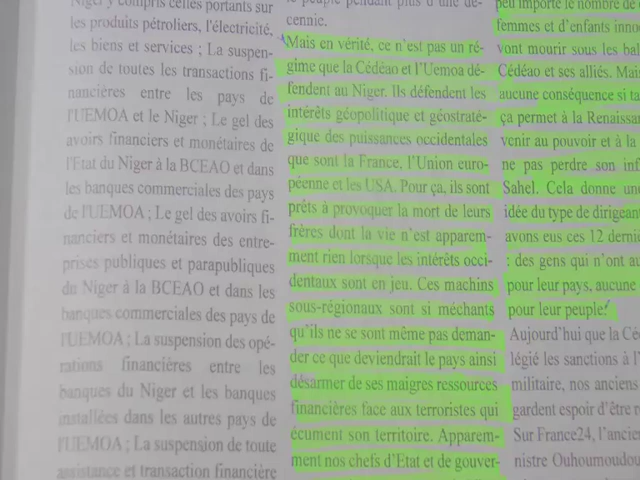 Niger y compris celles portants sur
les produits pétroliers, l'électricité,
les biens et services ; La suspen-
sion de toutes les transactions fi-
nancières entre les pays de
l'UEMOA et le Niger ; Le gel des
avoirs financiers et monétaires de
l'Etat du Niger à la BCEAO et dans
les banques commerciales des pays
de l'UEMOA ; Le gel des avoirs fi-
nanciers et monétaires des entre-
prises publiques et parapubliques
du Niger à la BCEAO et dans les
banques commerciales des pays de
l'UEMOA ; La suspension des opé-
rations financières entre les
banques du Niger et les banques
installées dans les autres pays de
l'UEMOA ; La suspension de toute
assistance et transaction financière
le peuple pendant plus d'une dé-
cennie.
Mais en vérité, ce n'est pas un ré-
gime que la Cédéao et l'Uemoa dé-
fendent au Niger. Ils défendent les
intérêts géopolitique et géostraté-
gique des puissances occidentales
que sont la France, l'Union euro-
péenne et les USA. Pour ça, ils sont
prêts à provoquer la mort de leurs
frères dont la vie n'est apparem-
ment rien lorsque les intérêts occi-
dentaux sont en jeu. Ces machins
sous-régionaux sont si méchants
qu'ils ne se sont même pas deman-
der ce que deviendrait le pays ainsi
désarmer de ses maigres ressources
financières face aux terroristes qui
écument son territoire. Apparem-
ment nos chefs d'Etat et de gouver-
peu importe le nombre de
femmes et d'enfants inno
vont mourir sous les bal
Cédéao et ses alliés. Mai
aucune conséquence si ta
ça permet à la Renaissan
venir au pouvoir et à la
ne pas perdre son inf
Sahel. Cela donne un
idée du type de dirigean
avons eus ces 12 derniè
: des gens qui n'ont au
pour leur pays, aucune
pour leur peuple!
Aujourd'hui que la Cé
légié les sanctions à l'
militaire, nos anciens
gardent espoir d'être r
Sur France24, l'ancie
nistre Ouhoumoudou